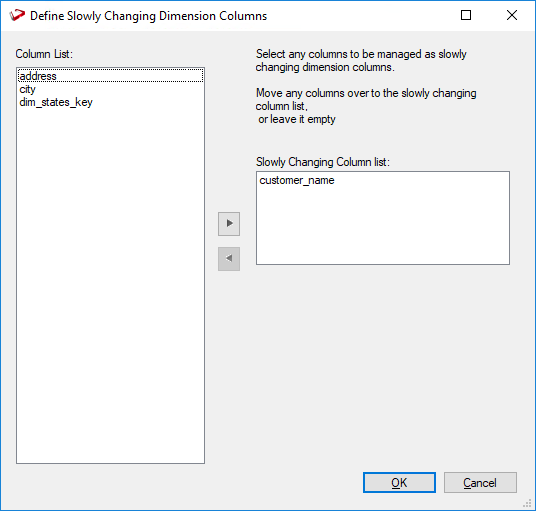 Define Slowly Changing Dimension Columns
Column List:
address
city
dim_states_key
Select any columns to be managed as slowly
changing dimension columns.
Move any columns over to the slowly changing
column list,
or leave it empty
Slowly Changing Column list:
customer_name
OK
Cancel